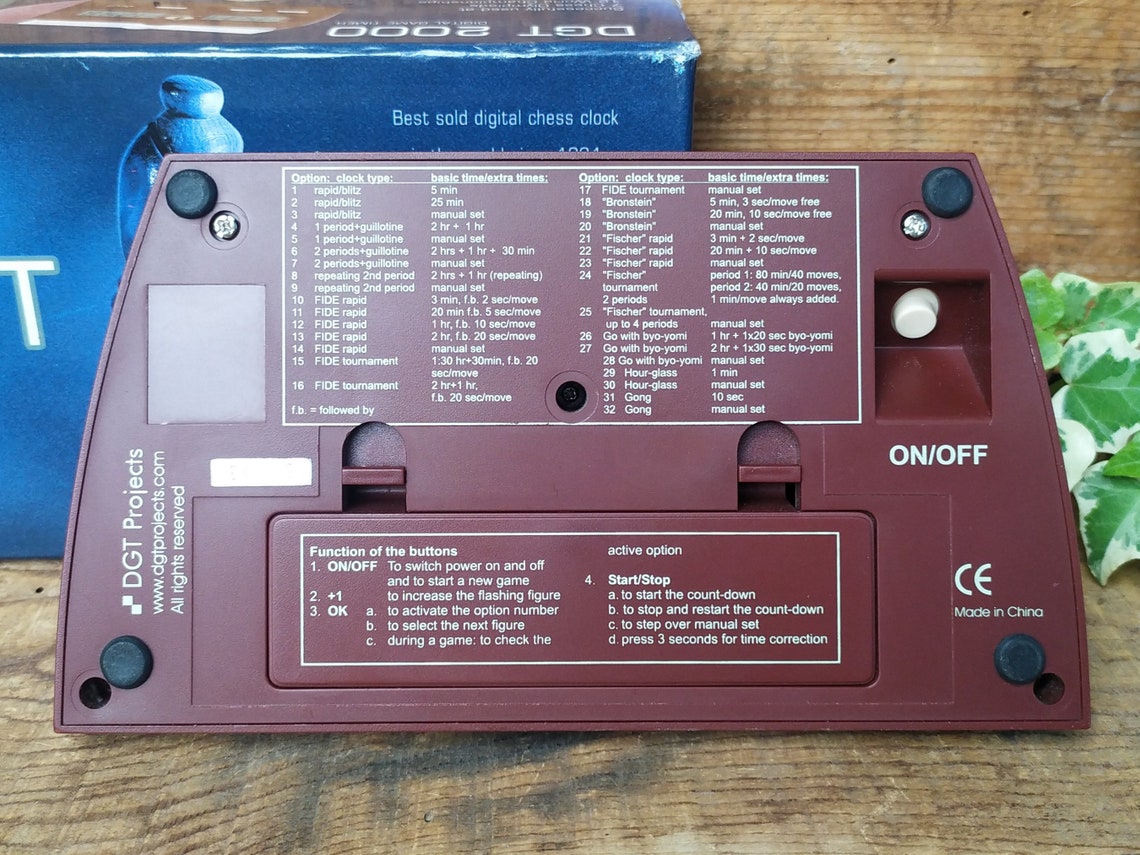 DGT 2000
DIGITAL GAME TIMER
Best sold digital chess clock
T
Option: clock type: basic time/extra times:
1 rapid/blitz 5 min
2 rapid/blitz 25 min
3 rapid/blitz manual set
4 1 period+guillotine 2 hr + 1 hr
5 1 period+guillotine manual set
6 2 periods+guillotine 2 hrs + 1 hr + 30 min
7 2 periods+guillotine manual set
8 repeating 2nd period 2 hrs + 1 hr (repeating)
9 repeating 2nd period manual set
10 FIDE rapid 3 min, f.b. 2 sec/move
11 FIDE rapid 20 min f.b. 5 sec/move
12 FIDE rapid 1 hr, f.b. 10 sec/move
13 FIDE rapid 2 hr, f.b. 20 sec/move
14 FIDE rapid manual set
15 FIDE tournament 1:30 hr+30min, f.b. 20
sec/move
16 FIDE tournament 2 hr+1 hr,
f.b. 20 sec/move
f.b. = followed by
Option: clock type: basic time/extra times:
17 FIDE tournament manual set
18 "Bronstein" 5 min, 3 sec/move free
19 "Bronstein" 20 min, 10 sec/move free
20 "Bronstein" manual set
21 "Fischer" rapid 3 min + 2 sec/move
22 "Fischer" rapid 20 min + 10 sec/move
23 "Fischer" rapid manual set
24 "Fischer" period 1: 80 min/40 moves,
tournament period 2: 40 min/20 moves,
2 periods 1 min/move always added.
25 "Fischer" tournament,
up to 4 periods manual set
26 Go with byo-yomi 1 hr + 1x20 sec byo-yomi
27 Go with byo-yomi 2 hr + 1x30 sec byo-yomi
28 Go with byo-yomi manual set
29 Hour-glass 1 min
30 Hour-glass manual set
31 Gong 10 sec
32 Gong manual set
ON/OFF
DGT Projects
www.dgtprojects.com
All rights reserved
Function of the buttons
1. ON/OFF To switch power on and off
and to start a new game
2. +1 to increase the flashing figure
3. OK a. to activate the option number
b. to select the next figure
c. during a game: to check the
active option
4. Start/Stop
a. to start the count-down
b. to stop and restart the count-down
c. to step over manual set
d. press 3 seconds for time correction
CE
Made in China